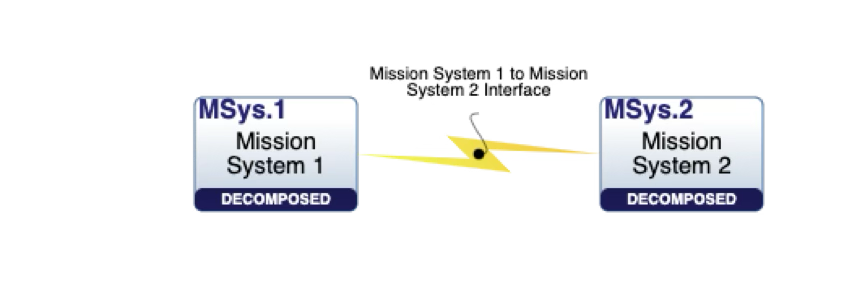 Mission System 1 to Mission
System 2 Interface
MSys.1
Mission
System 1
DECOMPOSED
MSys.2
Mission
System 2
DECOMPOSED